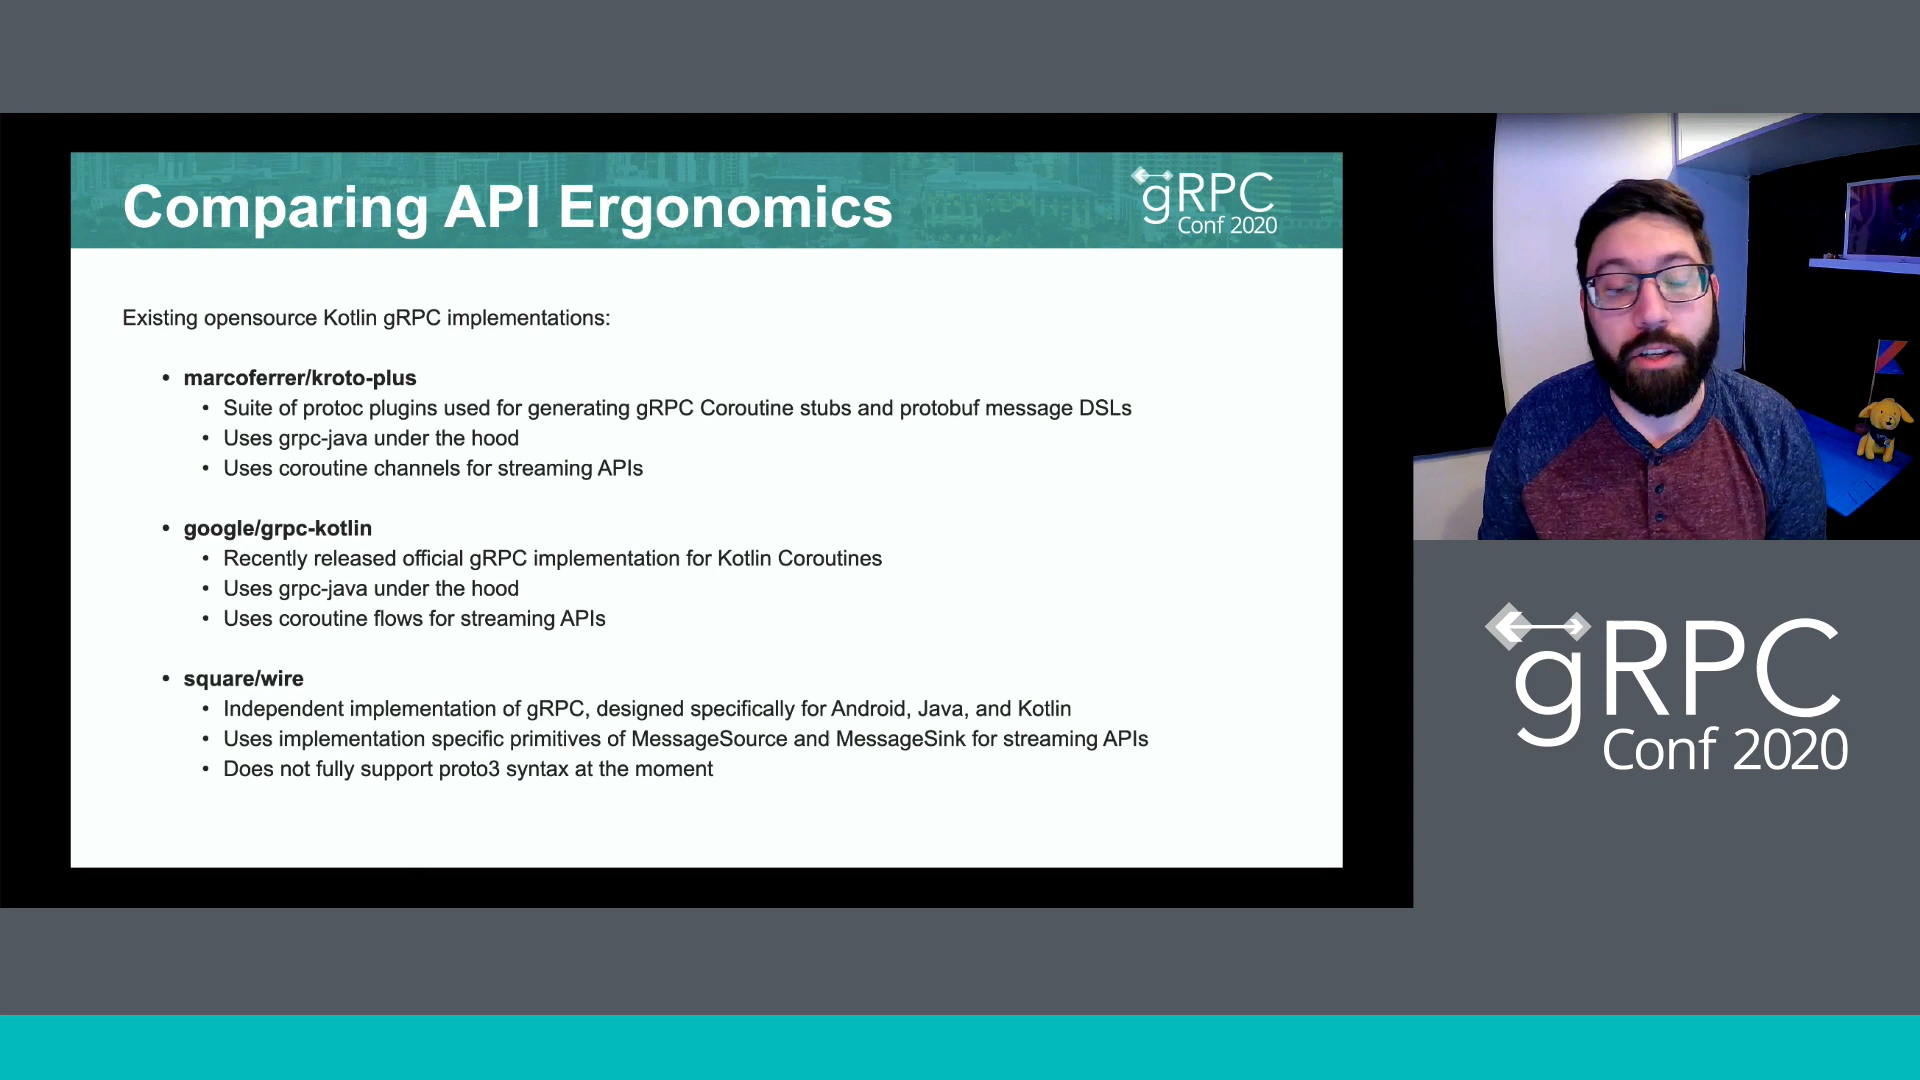 Comparing API Ergonomics
gRPC
Conf 2020
Existing opensource Kotlin gRPC implementations:
• marcoferrer/kroto-plus
• Suite of protoc plugins used for generating gRPC Coroutine stubs and protobuf message DSLs
• Uses grpc-java under the hood
• Uses coroutine channels for streaming APIs
• google/grpc-kotlin
• Recently released official gRPC implementation for Kotlin Coroutines
• Uses grpc-java under the hood
• Uses coroutine flows for streaming APIs
• square/wire
• Independent implementation of gRPC, designed specifically for Android, Java, and Kotlin
• Uses implementation specific primitives of MessageSource and MessageSink for streaming APIs
• Does not fully support proto3 syntax at the moment
gRPC
Conf 2020